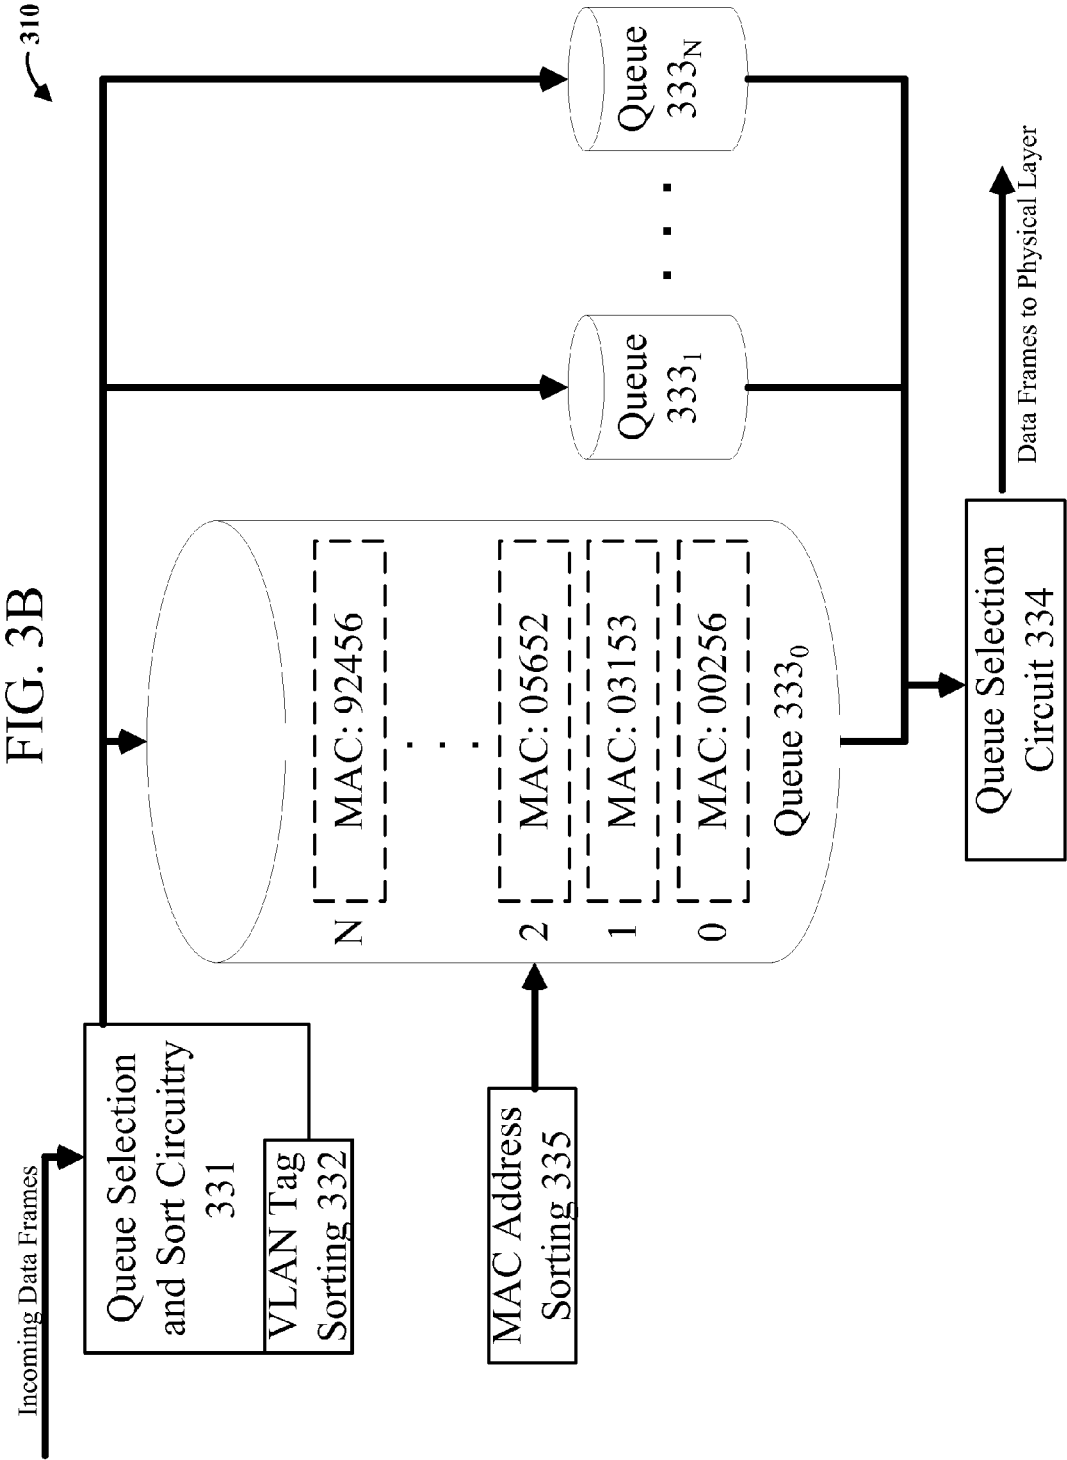 FIG. 3B
310
Incoming Data Frames
Queue Selection
and Sort Circuitry
331
VLAN Tag
Sorting 332
MAC Address
Sorting 335
N
MAC: 92456
. . .
2
MAC: 05652
1
MAC: 03153
0
MAC: 00256
Queue 333₀
Queue
333₁
. . .
Queue
333ₙ
Queue Selection
Circuit 334
Data Frames to Physical Layer